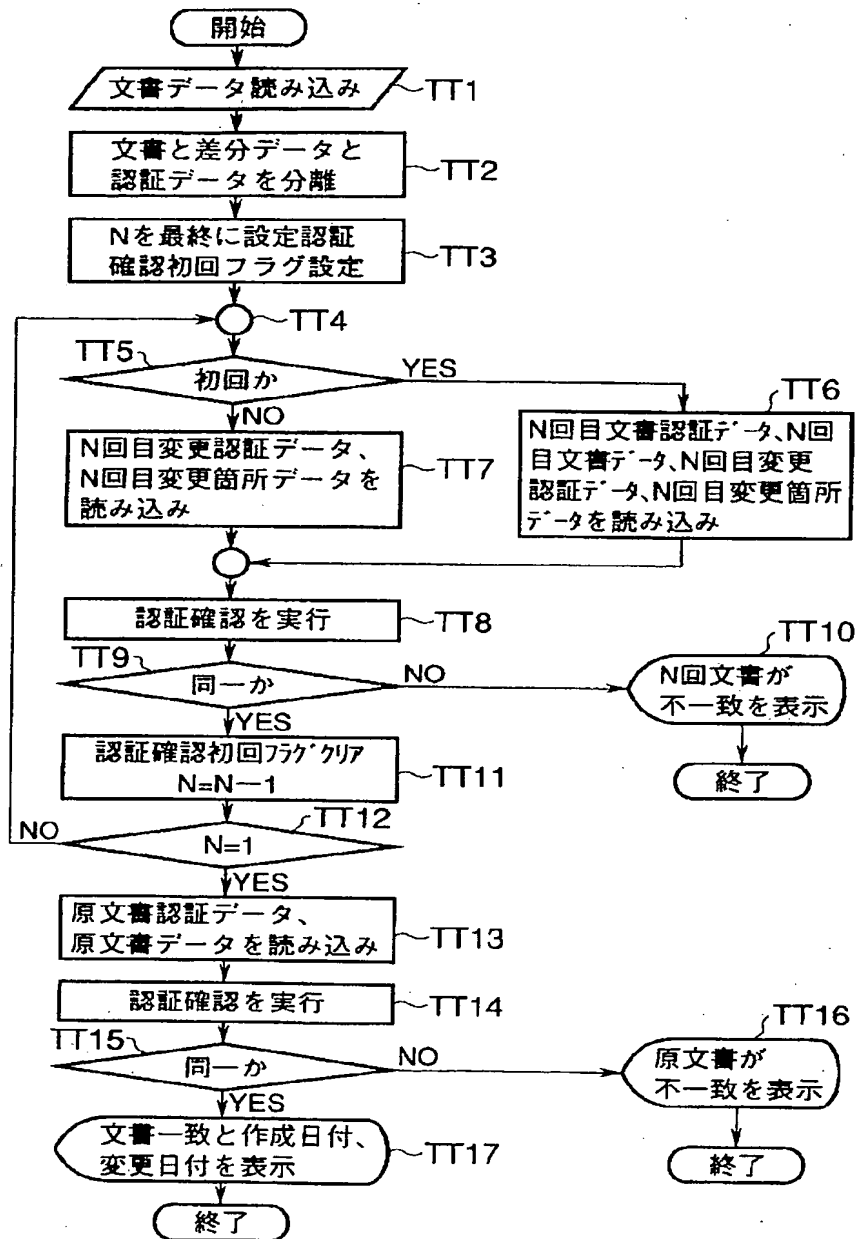 開始
文書データ読み込み
TT1
文書と差分データと
認証データを分離
TT2
Nを最終に設定認証
確認初回フラグ設定
TT3
TT4
TT5
初回か
YES
NO
TT6
N回目文書認証データ、N回
目文書データ、N回目変更
認証データ、N回目変更箇所
データを読み込み
N回目変更認証データ、
N回目変更箇所データを
読み込み
TT7
認証確認を実行
TT8
TT9
同一か
NO
YES
TT10
N回文書が
不一致を表示
終了
認証確認初回フラグクリア
N=N-1
TT11
TT12
N=1
NO
YES
原文書認証データ、
原文書データを読み込み
TT13
認証確認を実行
TT14
TT15
同一か
NO
YES
TT16
原文書が
不一致を表示
終了
文書一致と作成日付、
変更日付を表示
TT17
終了